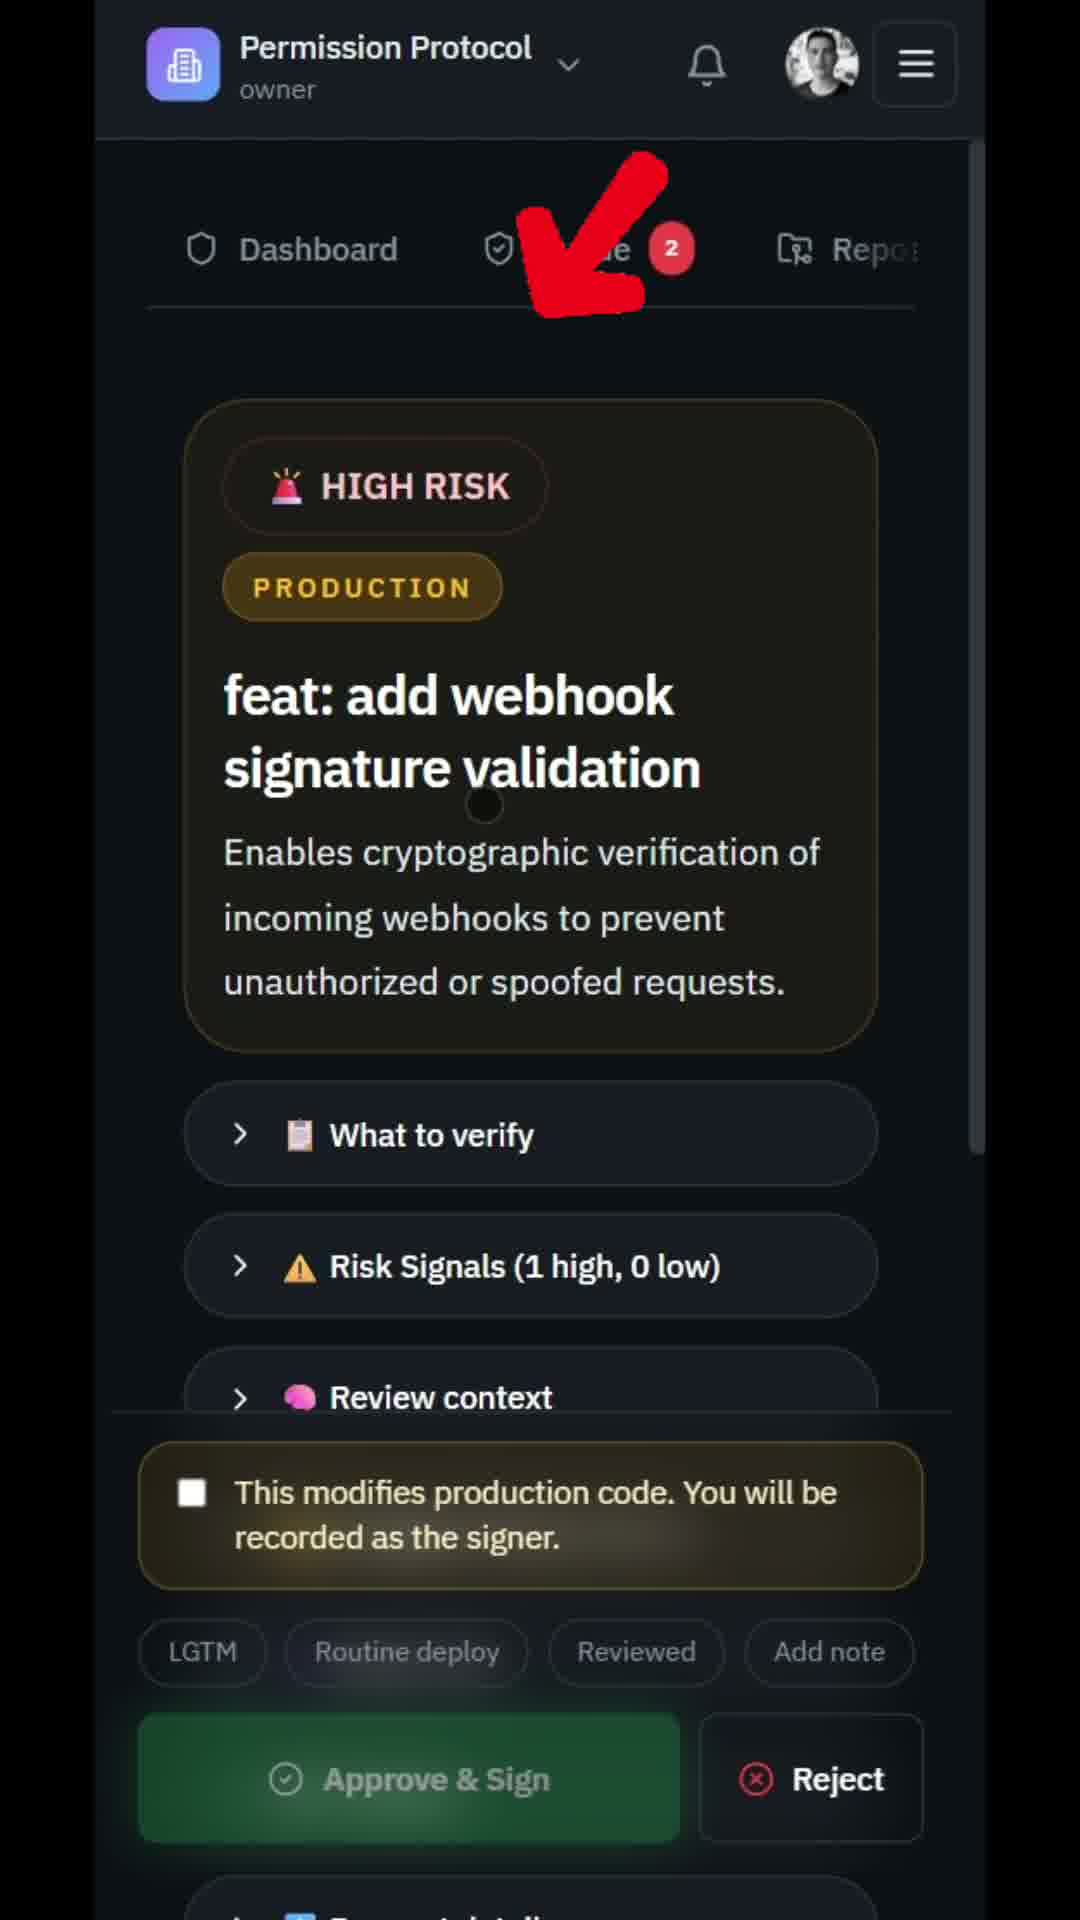 Permission Protocol
owner
Dashboard
2
HIGH RISK
PRODUCTION
feat: add webhook
signature validation
Enables cryptographic verification of
incoming webhooks to prevent
unauthorized or spoofed requests.
What to verify
Risk Signals (1 high, 0 low)
Review context
This modifies production code. You will be
recorded as the signer.
LGTM
Routine deploy
Reviewed
Add note
Approve & Sign
Reject